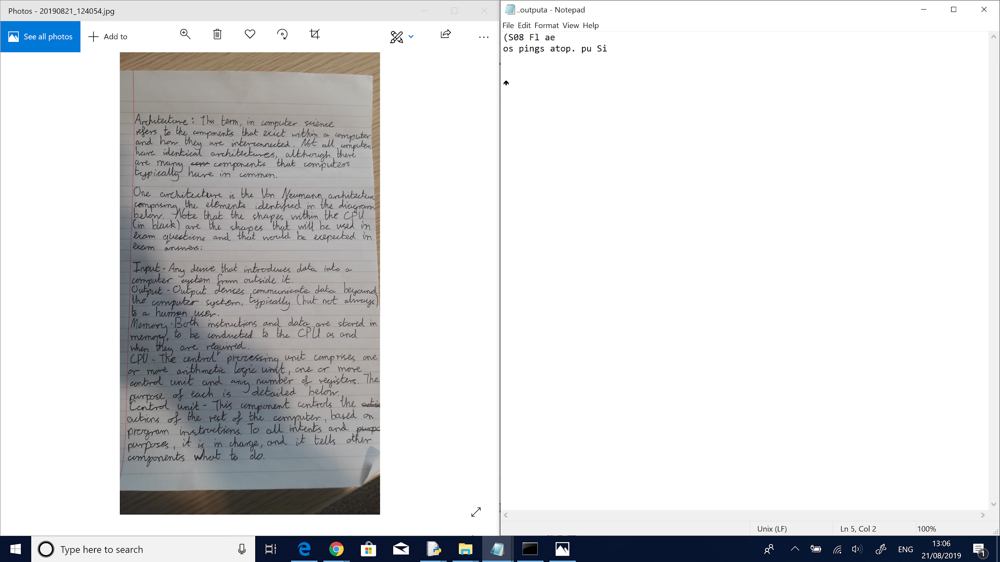 Photos - 20190821_124054.jpg
See all photos
Add to
Architecture: This term, in computer science
refers to the components that exist within a computer
and how they are interconnected. Not all computers
have identical architectures, although there
are many components that computers
typically have in common.
One architecture is the Von Neumann architecture
comprising the elements identified in the diagram
below. Note that the shapes within the CPU
(in black) are the shapes that will be used in
exam questions and that would be exepected in
exam answers:
Input - Any device that introduces data into a
computer system from outside it.
Output - Output devices communicate data beyound
the computer system, typically (but not always)
to a human user.
Memory - Both instructions and data are stored in
memory, to be conducted to the CPU as and
when they are required.
CPU - The central processing unit comprises one
or more arithmetic logic unit, one or more
control unit and any number of registers. The
purpose of each is detailed below.
Control unit - This component controls the
actions of the rest of the computer, based on
program instructions. To all intents and
purposes, it is in charge, and it tells other
components what to do.
..outputa - Notepad
File Edit Format View Help
(S08 Fl ae
os pings atop. pu Si
Unix (LF) Ln 5, Col 2 100%
Type here to search
ENG
13:06
21/08/2019
1